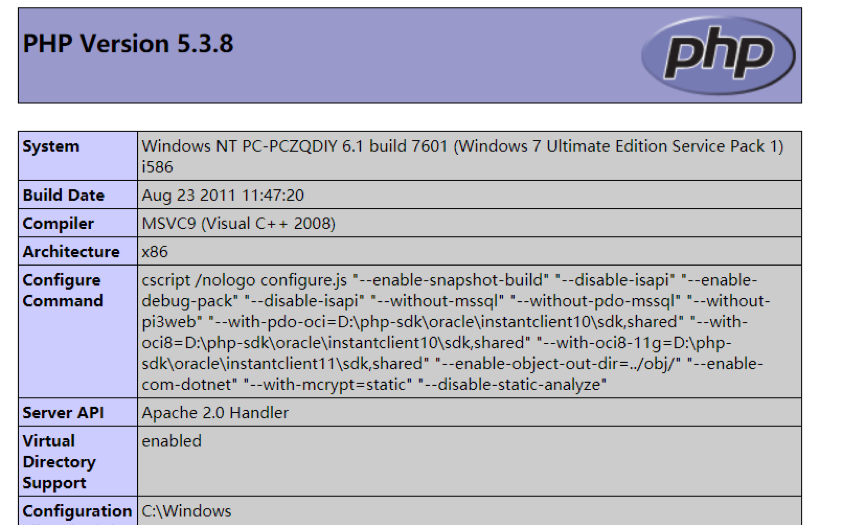 PHP Version 5.3.8
php
System
Windows NT PC-PCZQDIY 6.1 build 7601 (Windows 7 Ultimate Edition Service Pack 1)
i586
Build Date
Aug 23 2011 11:47:20
Compiler
MSVC9 (Visual C++ 2008)
Architecture
x86
Configure
Command
cscript /nologo configure.js "--enable-snapshot-build" "--disable-isapi" "--enable-
debug-pack" "--disable-isapi" "--without-mssql" "--without-pdo-mssql" "--without-
pi3web" "--with-pdo-oci=D:\php-sdk\oracle\instantclient10\sdk,shared" "--with-
oci8=D:\php-sdk\oracle\instantclient10\sdk,shared" "--with-oci8-11g=D:\php-
sdk\oracle\instantclient11\sdk,shared" "--enable-object-out-dir=../obj/" "--enable-
com-dotnet" "--with-mcrypt=static" "--disable-static-analyze"
Server API
Apache 2.0 Handler
Virtual
Directory
Support
enabled
Configuration
C:\Windows